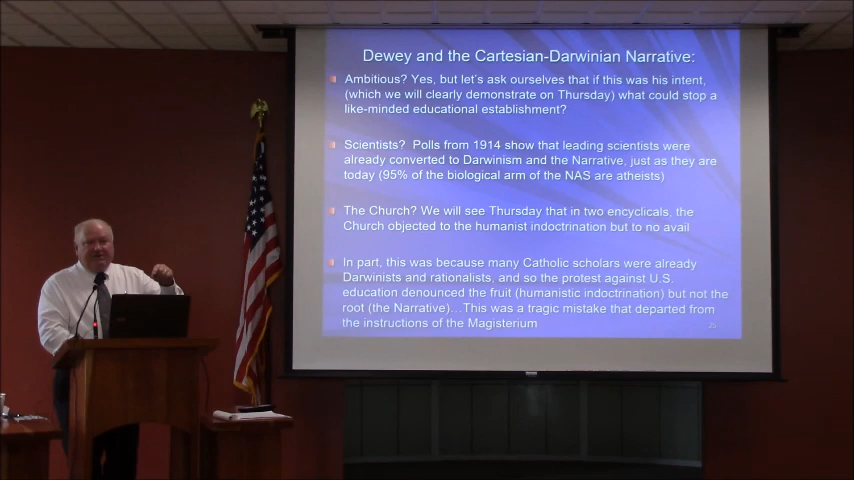 Dewey and the Cartesian-Darwinian Narrative:
Ambitious? Yes, but let's ask ourselves that if this was his intent,
(which we will clearly demonstrate on Thursday) what could stop a
like-minded educational establishment?
Scientists? Polls from 1914 show that leading scientists were
already converted to Darwinism and the Narrative, just as they are
today (95% of the biological arm of the NAS are atheists)
The Church? We will see Thursday that in two encyclicals, the
Church objected to the humanist indoctrination but to no avail
In part, this was because many Catholic scholars were already
Darwinists and rationalists, and so the protest against U.S.
education denounced the fruit (humanistic indoctrination) but not the
root (the Narrative)...This was a tragic mistake that departed from
the instructions of the Magisterium
25